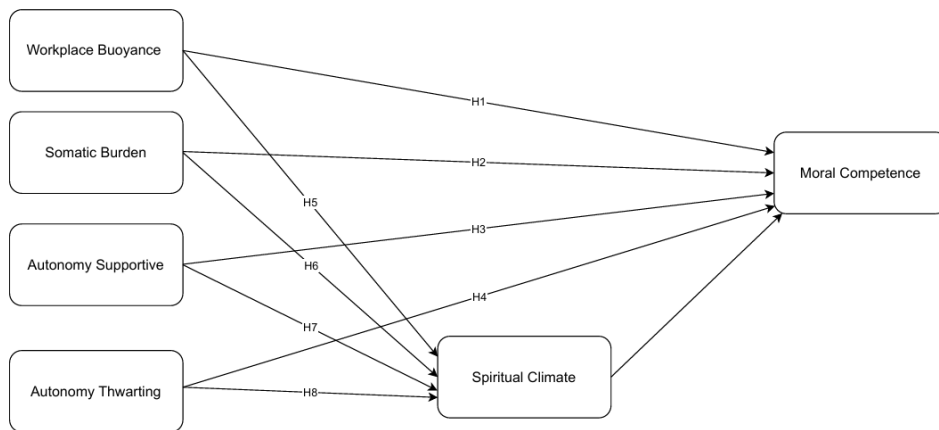 Workplace Buoyance
H1
Somatic Burden
H2
Moral Competence
H5
H3
Autonomy Supportive
H6
H4
H7
Spiritual Climate
Autonomy Thwarting
H8